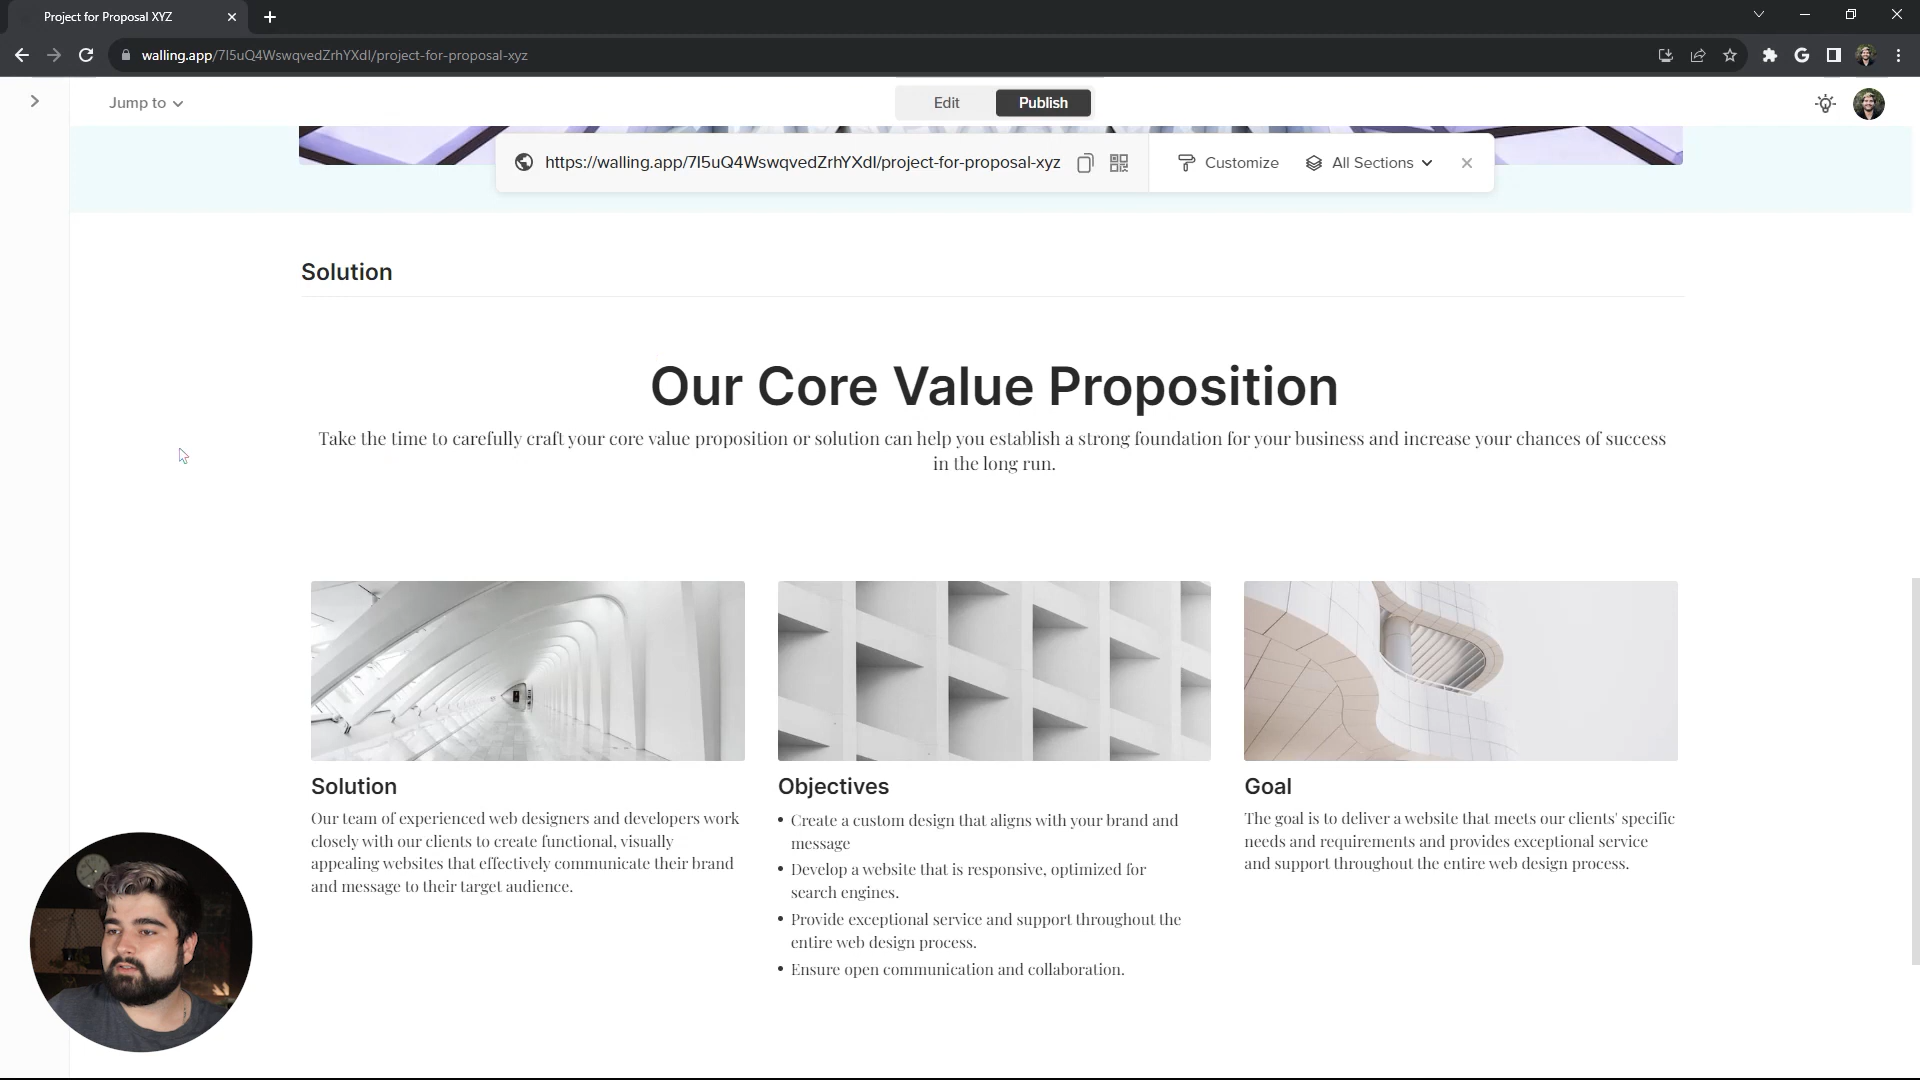 Project for Proposal XYZ
walling.app/7l5uQ4WswqvedZrhYXdl/project-for-proposal-xyz
Jump to
Edit
Publish
https://walling.app/7l5uQ4WswqvedZrhYXdl/project-for-proposal-xyz
Customize
All Sections
Solution
Our Core Value Proposition
Take the time to carefully craft your core value proposition or solution can help you establish a strong foundation for your business and increase your chances of success
in the long run.
Solution
Our team of experienced web designers and developers work
closely with our clients to create functional, visually
appealing websites that effectively communicate their brand
and message to their target audience.
Objectives
• Create a custom design that aligns with your brand and
message
• Develop a website that is responsive, optimized for
search engines.
• Provide exceptional service and support throughout the
entire web design process.
• Ensure open communication and collaboration.
Goal
The goal is to deliver a website that meets our clients' specific
needs and requirements and provides exceptional service
and support throughout the entire web design process.